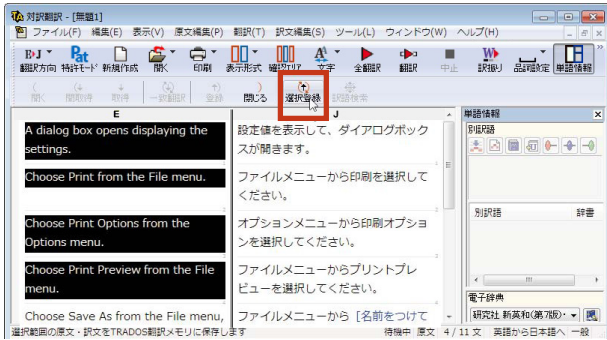 対訳翻訳 - [無題1]
ファイル(F) 編集(E) 表示(V) 原文編集(P) 翻訳(T) 訳文編集(S) ツール(L) ウィンドウ(W) ヘルプ(H)
翻訳方向 特許モード 新規作成 開く 印刷 表示形式 確認エリア 文字 全翻訳 翻訳 中止 訳振り 品詞設定 単語情報
開く 間取得 取得 一致翻訳 登録 閉じる 選択登録 訳語検索
E J
A dialog box opens displaying the settings.
設定値を表示して、ダイアログボックスが開きます。
Choose Print from the File menu.
ファイルメニューから印刷を選択してください。
Choose Print Options from the Options menu.
オプションメニューから印刷オプションを選択してください。
Choose Print Preview from the File menu.
ファイルメニューからプリントプレビューを選択してください。
Choose Save As from the File menu,
ファイルメニューから [名前をつけて
単語情報
別訳語
別訳語 辞書
電子辞典
研究社 新英和(第7版)
選択範囲の原文・訳文をTRADOS翻訳メモリに保存します
待機中 原文 4 / 11 文 英語から日本語へ 一般